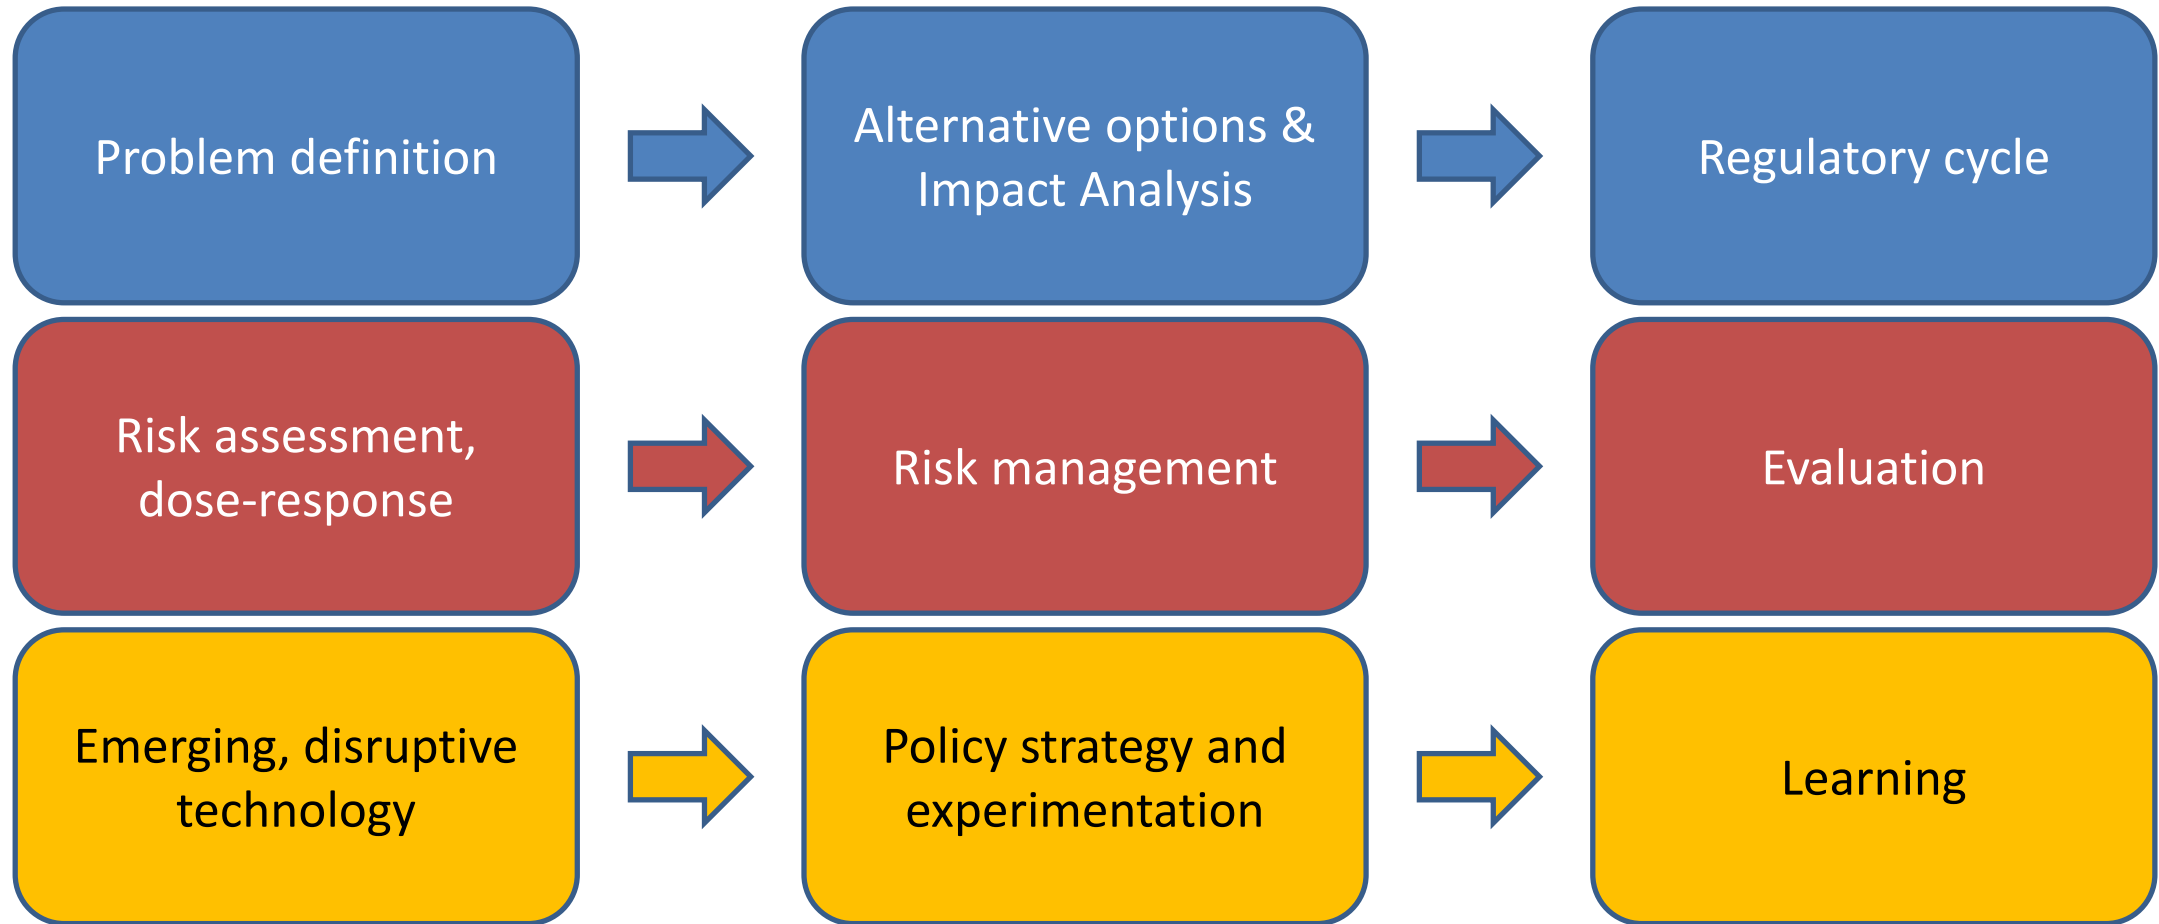 Problem definition
Alternative options &
Impact Analysis
Regulatory cycle
Risk assessment,
dose-response
Risk management
Evaluation
Emerging, disruptive
technology
Policy strategy and
experimentation
Learning